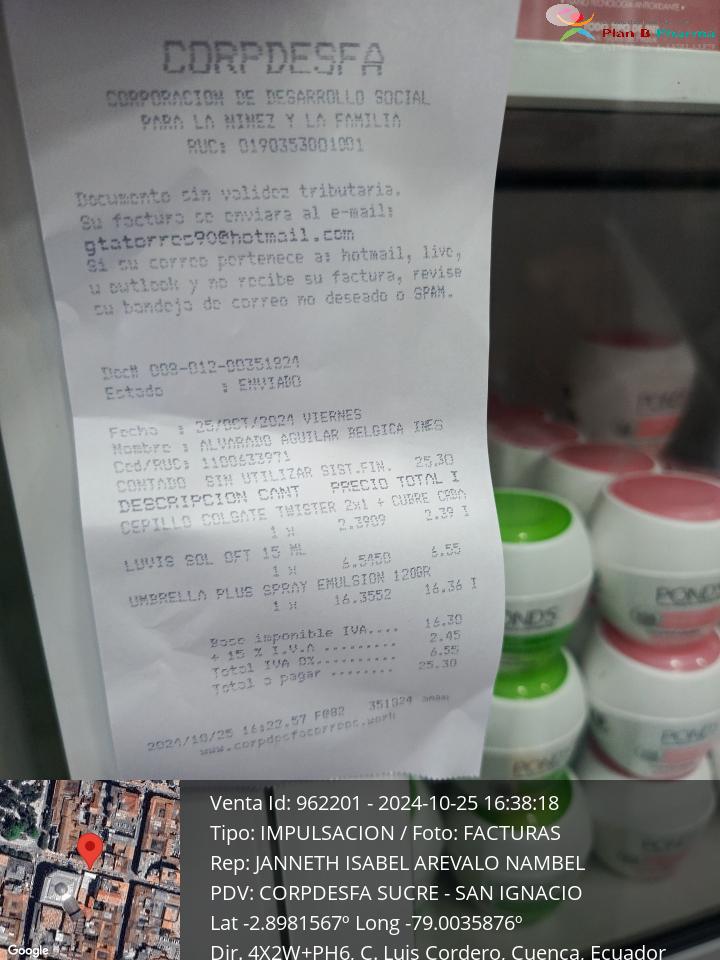 Plan B Pharma
CORPDESFA
CORPORACION DE DESARROLLO SOCIAL
PARA LA NINEZ Y LA FAMILIA
RUC: 0190353001001
Documento sin validez tributaria.
Su factura se enviara al e-mail:
gtatorres90@hotmail.com
Si su correo pertenece a: hotmail, live,
u outlook y no recibe su factura, revise
su bandeja de correo no deseado o SPAM.
Doc# 008-012-00351824
Estado : ENVIADO
Fecha : 25/OCT/2024 VIERNES
Nombre : ALVARADO AGUILAR BELGICA INES
Ced/RUC: 1100633971
CONTADO SIN UTILIZAR SIST.FIN. 25.30
DESCRIPCION CANT PRECIO TOTAL I
CEPILLO COLGATE TWISTER 2x1 + CUBRE CABA
1 X 2.3909 2.39 I
LUVIS SOL OFT 15 ML
1 X 6.5450 6.55
UMBRELLA PLUS SPRAY EMULSION 120GR
1 X 16.3552 16.36 I
Base imponible IVA.... 16.30
+ 15 % I.V.A ......... 2.45
Total IVA 0%.......... 6.55
Total a pagar ........ 25.30
2024/10/25 16:22.57 F@82 351824
www.corpdesfacorreos.work
POND'S
POND'S
POND'S
POND'S
Venta Id: 962201 - 2024-10-25 16:38:18
Tipo: IMPULSACION / Foto: FACTURAS
Rep: JANNETH ISABEL AREVALO NAMBEL
PDV: CORPDESFA SUCRE - SAN IGNACIO
Lat -2.8981567º Long -79.0035876º
Dir. 4X2W+PH6, C. Luis Cordero, Cuenca, Ecuador
Google